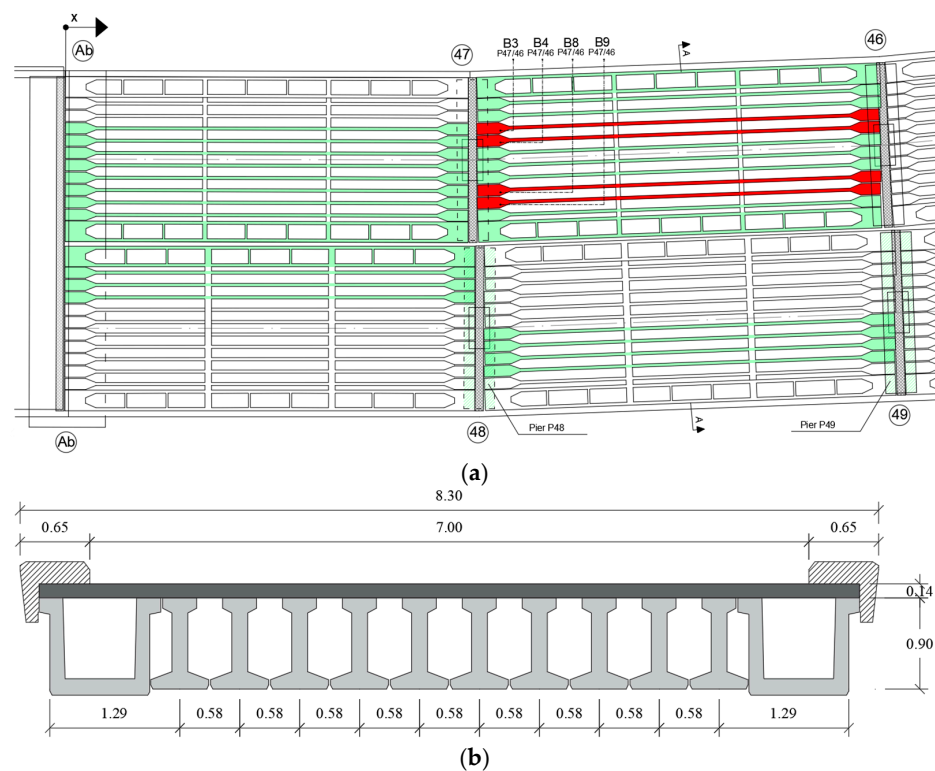 x
Ab
47
B3 B4 B8 B9
P47/46 P47/46 P47/46 P47/46
A
46
Ab
48
Pier P48
A
Pier P49
49
(a)
8.30
0.65 7.00 0.65
0.14
0.90
1.29 0.58 0.58 0.58 0.58 0.58 0.58 0.58 0.58 0.58 1.29
(b)